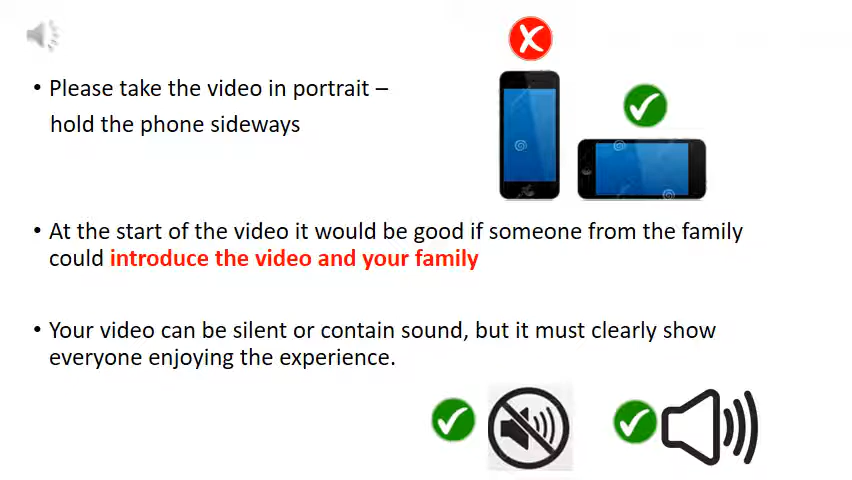 • Please take the video in portrait –
hold the phone sideways
• At the start of the video it would be good if someone from the family
could introduce the video and your family
• Your video can be silent or contain sound, but it must clearly show
everyone enjoying the experience.